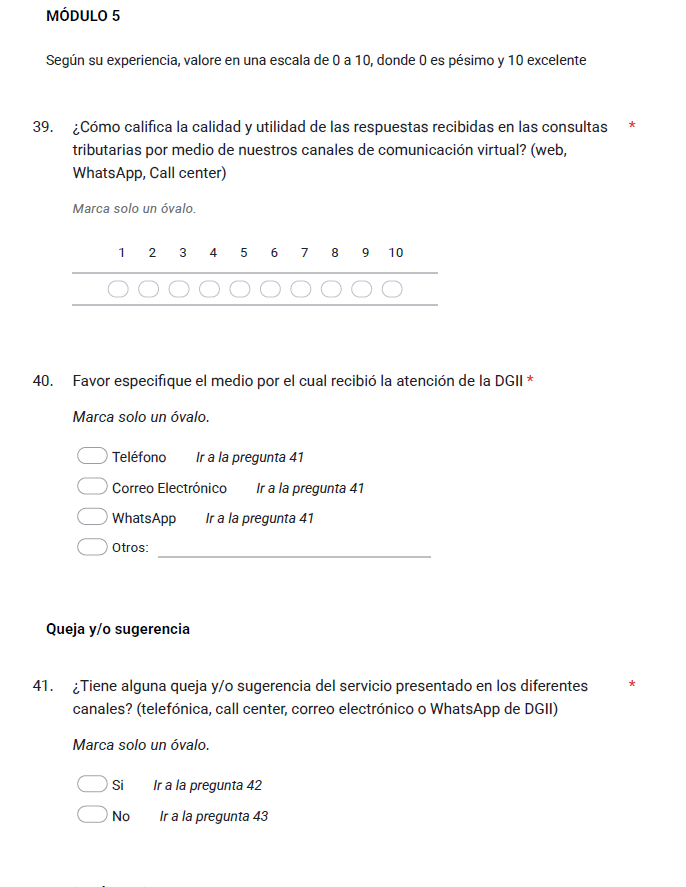 MÓDULO 5
Según su experiencia, valore en una escala de 0 a 10, donde 0 es pésimo y 10 excelente
39. ¿Cómo califica la calidad y utilidad de las respuestas recibidas en las consultas *
tributarias por medio de nuestros canales de comunicación virtual? (web,
WhatsApp, Call center)
Marca solo un óvalo.
1 2 3 4 5 6 7 8 9 10
40. Favor especifique el medio por el cual recibió la atención de la DGII *
Marca solo un óvalo.
Teléfono Ir a la pregunta 41
Correo Electrónico Ir a la pregunta 41
WhatsApp Ir a la pregunta 41
Otros:
Queja y/o sugerencia
41. ¿Tiene alguna queja y/o sugerencia del servicio presentado en los diferentes *
canales? (telefónica, call center, correo electrónico o WhatsApp de DGII)
Marca solo un óvalo.
Si Ir a la pregunta 42
No Ir a la pregunta 43